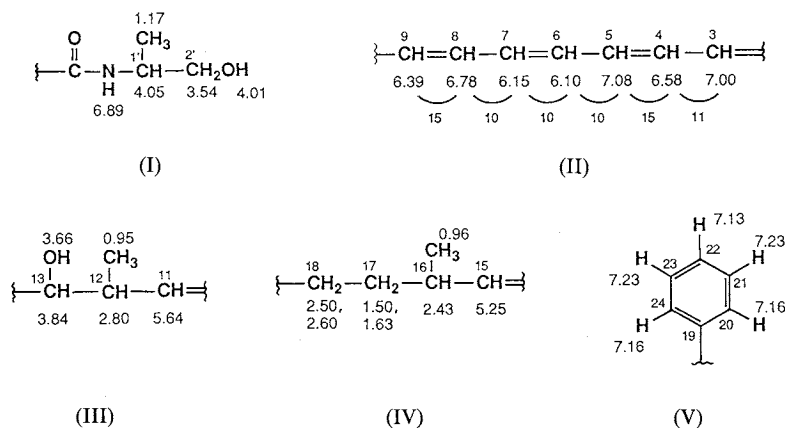 1.17
O CH₃
1' 2'
C—N—CH—CH₂OH
H 4.05 3.54 4.01
6.89
(I)
9 8 7 6 5 4 3
CH=CH—CH=CH—CH=CH—CH=
6.39 6.78 6.15 6.10 7.08 6.58 7.00
15 10 10 10 15 11
(II)
3.66 0.95
OH CH₃
13 12 11
CH—CH—CH=
3.84 2.80 5.64
(III)
0.96
CH₃
18 17 16 15
CH₂—CH₂—CH—CH=
2.50, 1.50, 2.43 5.25
2.60 1.63
(IV)
H 7.13
H 22 H 7.23
7.23 23 21
24 20
H 19 H 7.16
7.16
(V)